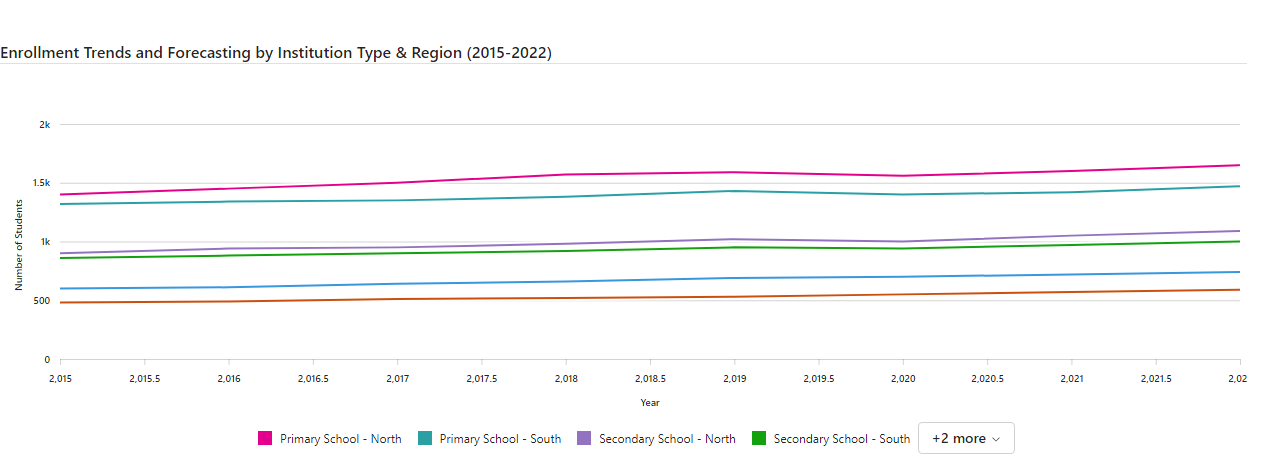 Enrollment Trends and Forecasting by Institution Type & Region (2015-2022)
2k
1.5k
1k
500
0
Number of Students
2,015 2,015.5 2,016 2,016.5 2,017 2,017.5 2,018 2,018.5 2,019 2,019.5 2,020 2,020.5 2,021 2,021.5 2,02
Year
Primary School - North Primary School - South Secondary School - North Secondary School - South +2 more